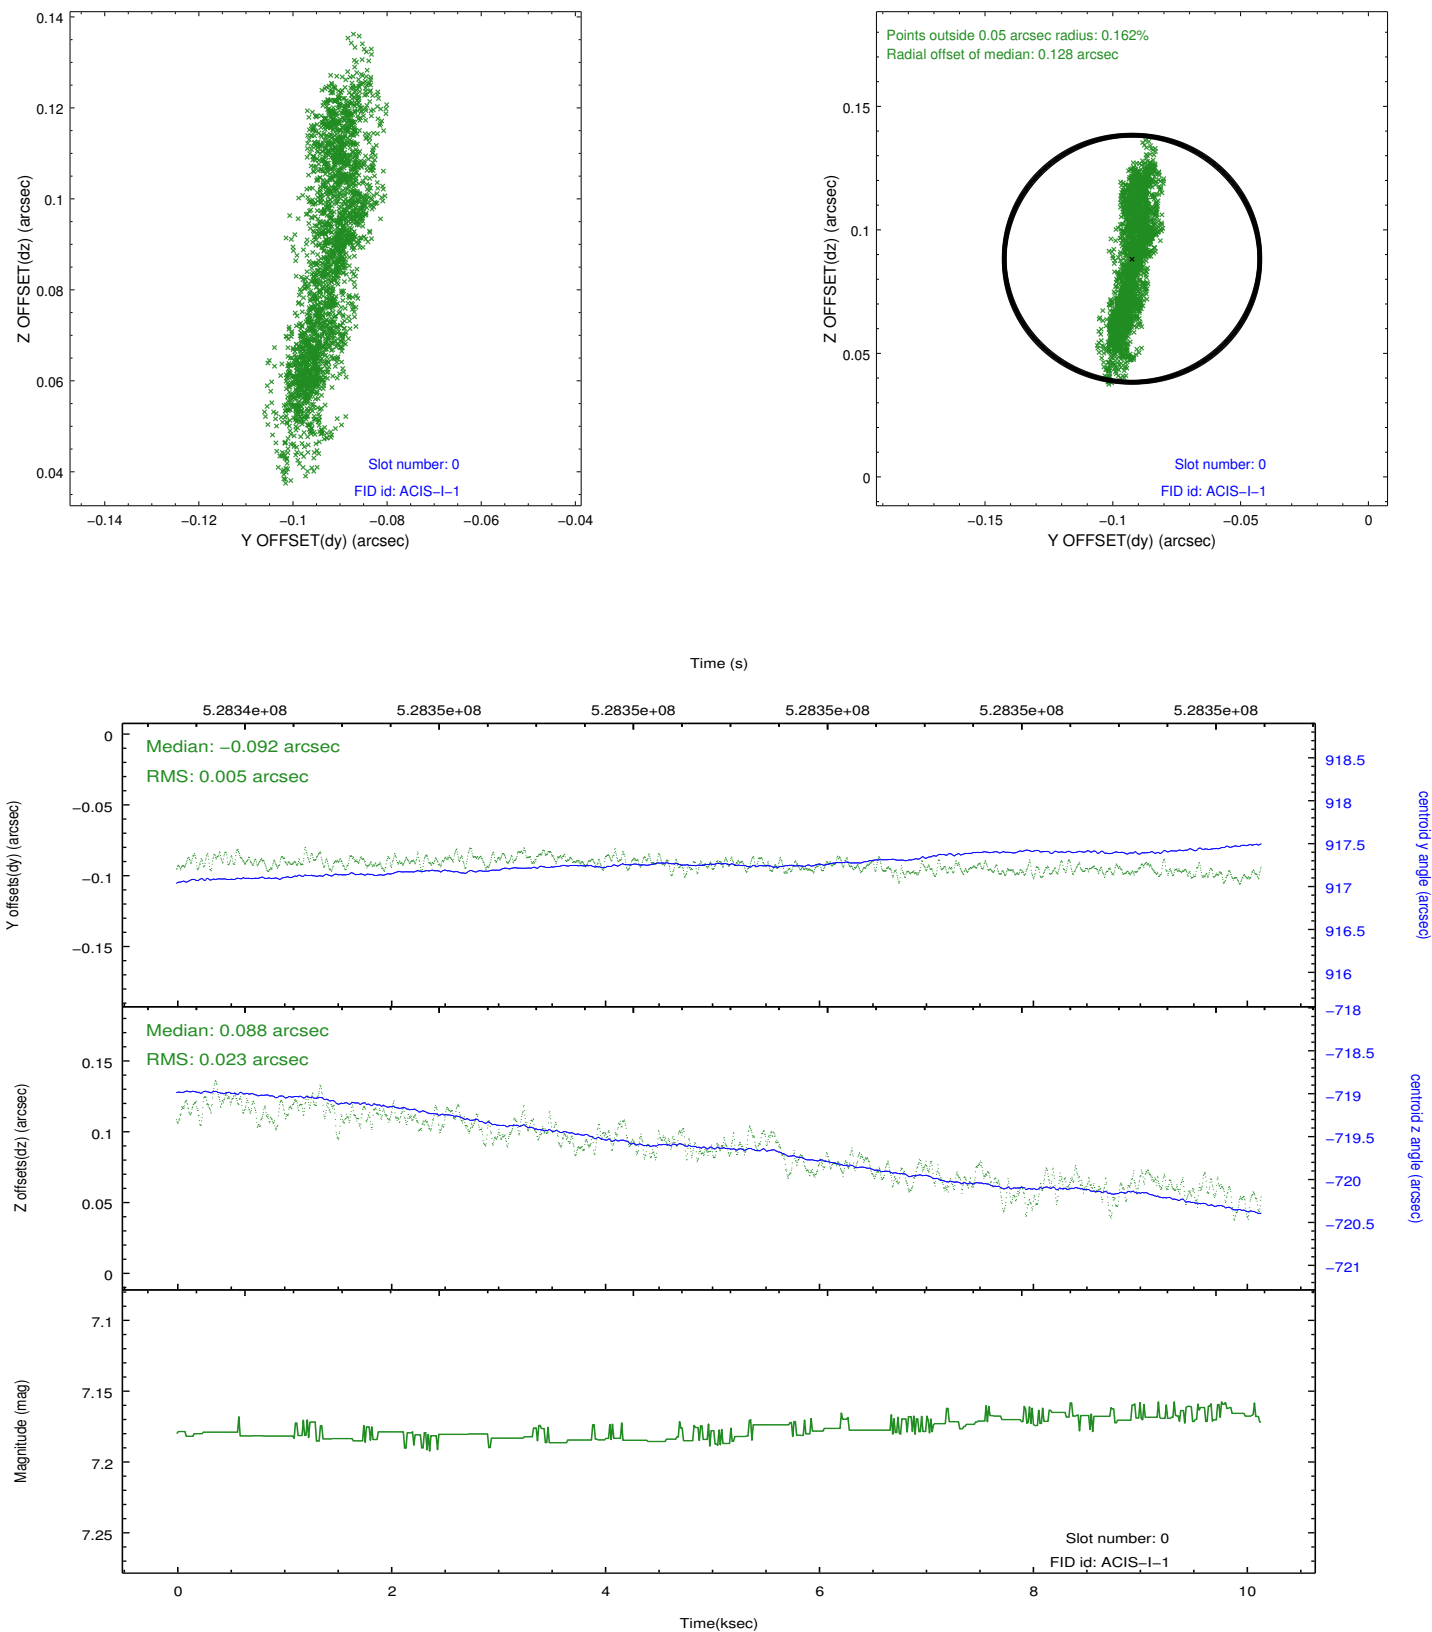 0.14
0.12
0.1
0.08
0.06
0.04
Z OFFSET(dz) (arcsec)
Slot number: 0
FID id: ACIS−I−1
−0.14
−0.12
−0.1
−0.08
−0.06
−0.04
Y OFFSET(dy) (arcsec)
Points outside 0.05 arcsec radius: 0.162%
Radial offset of median: 0.128 arcsec
0.15
0.1
0.05
0
Z OFFSET(dz) (arcsec)
Slot number: 0
FID id: ACIS−I−1
−0.15
−0.1
−0.05
0
Y OFFSET(dy) (arcsec)
Time (s)
5.2834e+08
5.2835e+08
5.2835e+08
5.2835e+08
5.2835e+08
5.2835e+08
Median: −0.092 arcsec
RMS: 0.005 arcsec
0
−0.05
−0.1
−0.15
Y offsets(dy) (arcsec)
918.5
918
917.5
917
916.5
916
centroid y angle (arcsec)
Median: 0.088 arcsec
RMS: 0.023 arcsec
0.15
0.1
0.05
0
Z offsets(dz) (arcsec)
−718
−718.5
−719
−719.5
−720
−720.5
−721
centroid z angle (arcsec)
7.1
7.15
7.2
7.25
Magnitude (mag)
Slot number: 0
FID id: ACIS−I−1
0
2
4
6
8
10
Time(ksec)